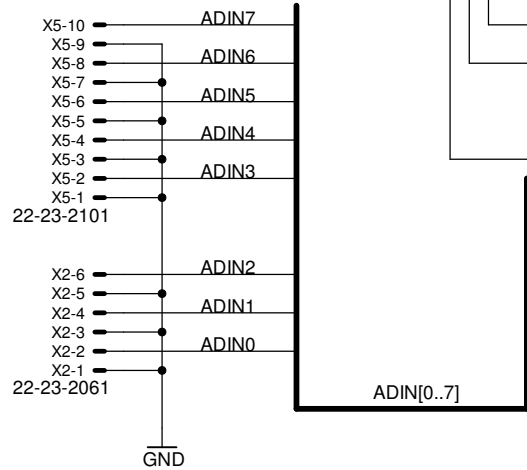 X5-10 ADIN7
X5-9
X5-8 ADIN6
X5-7
X5-6 ADIN5
X5-5
X5-4 ADIN4
X5-3
X5-2 ADIN3
X5-1
22-23-2101
X2-6 ADIN2
X2-5
X2-4 ADIN1
X2-3
X2-2 ADIN0
X2-1
22-23-2061
ADIN[0..7]
GND